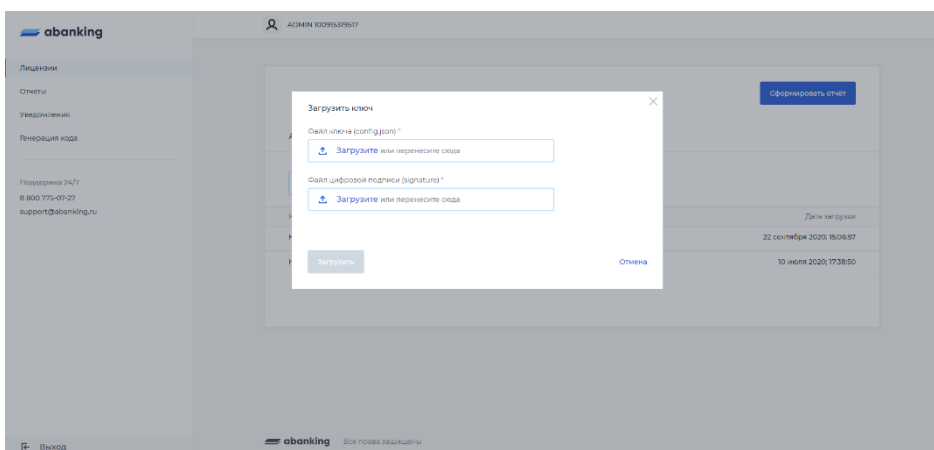 abanking
ADMIN 100915319517
Лицензии
Отчеты
Уведомления
Генерация кода
Поддержка 24/7
8 800 775-07-27
support@abanking.ru
Выход
Сформировать отчёт
Загрузить ключ
Файл ключа (config.json) *
Загрузите или перенесите сюда
Файл цифровой подписи (signature) *
Загрузите или перенесите сюда
Загрузить
Отмена
Дата загрузки
22 сентября 2020; 15:06:57
10 июля 2020; 17:38:50
abanking Все права защищены